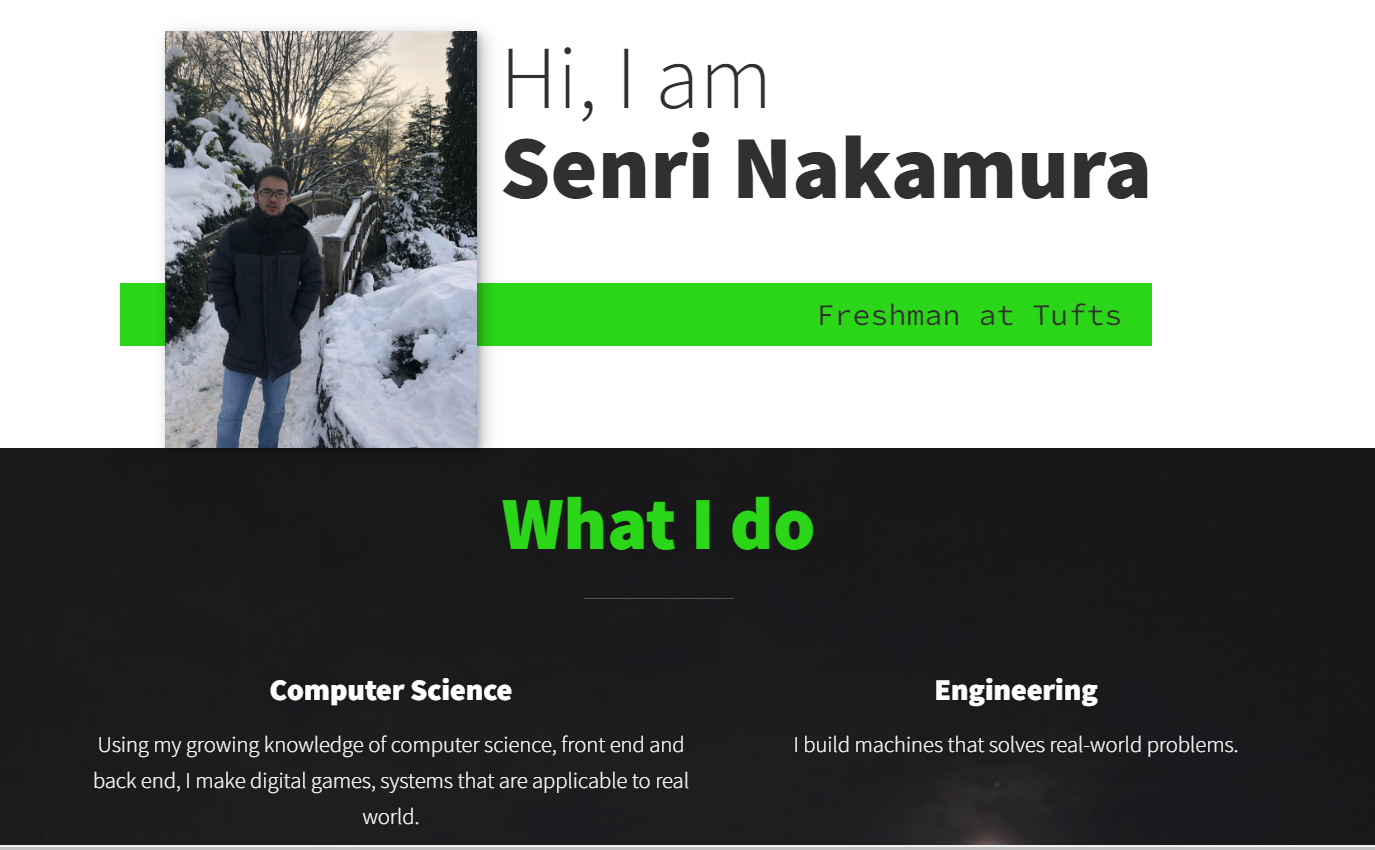 Hi, I am
Senri Nakamura
Freshman at Tufts
What I do
Computer Science
Using my growing knowledge of computer science, front end and
back end, I make digital games, systems that are applicable to real
world.
Engineering
I build machines that solves real-world problems.